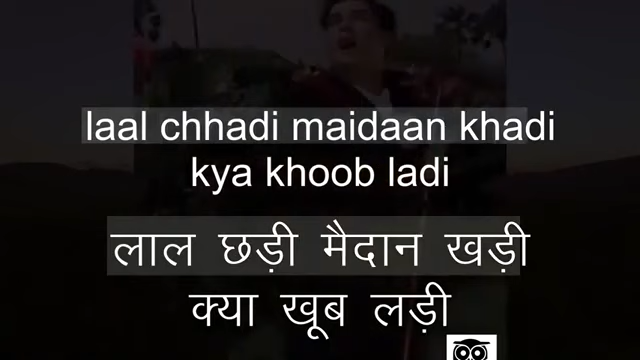 laal chhadi maidaan khadi
kya khoob ladi
लाल छड़ी मैदान खड़ी
क्या खूब लड़ी